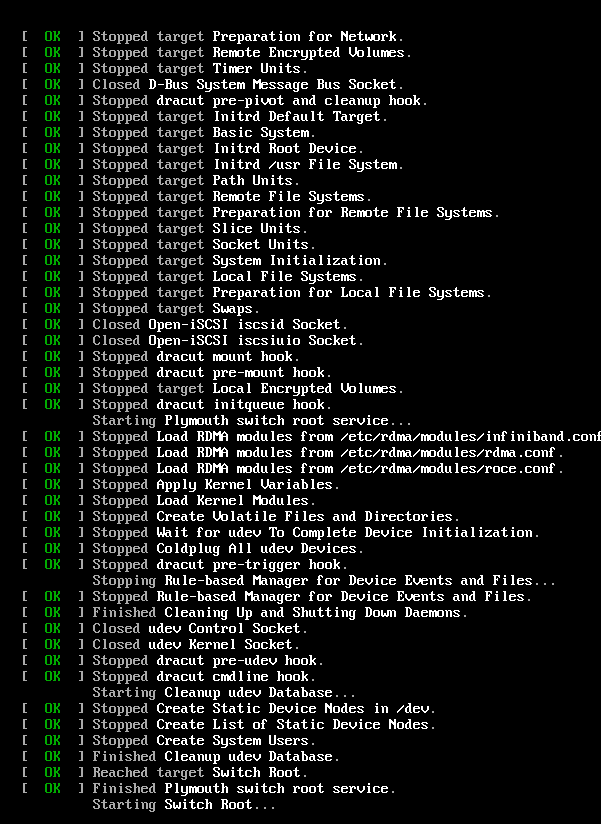 [  OK  ] Stopped target Preparation for Network.
[  OK  ] Stopped target Remote Encrypted Volumes.
[  OK  ] Stopped target Timer Units.
[  OK  ] Closed D-Bus System Message Bus Socket.
[  OK  ] Stopped dracut pre-pivot and cleanup hook.
[  OK  ] Stopped target Initrd Default Target.
[  OK  ] Stopped target Basic System.
[  OK  ] Stopped target Initrd Root Device.
[  OK  ] Stopped target Initrd /usr File System.
[  OK  ] Stopped target Path Units.
[  OK  ] Stopped target Remote File Systems.
[  OK  ] Stopped target Preparation for Remote File Systems.
[  OK  ] Stopped target Slice Units.
[  OK  ] Stopped target Socket Units.
[  OK  ] Stopped target System Initialization.
[  OK  ] Stopped target Local File Systems.
[  OK  ] Stopped target Preparation for Local File Systems.
[  OK  ] Stopped target Swaps.
[  OK  ] Closed Open-iSCSI iscsid Socket.
[  OK  ] Closed Open-iSCSI iscsiuio Socket.
[  OK  ] Stopped dracut mount hook.
[  OK  ] Stopped dracut pre-mount hook.
[  OK  ] Stopped target Local Encrypted Volumes.
[  OK  ] Stopped dracut initqueue hook.
         Starting Plymouth switch root service...
[  OK  ] Stopped Load RDMA modules from /etc/rdma/modules/infiniband.conf
[  OK  ] Stopped Load RDMA modules from /etc/rdma/modules/rdma.conf.
[  OK  ] Stopped Load RDMA modules from /etc/rdma/modules/roce.conf.
[  OK  ] Stopped Apply Kernel Variables.
[  OK  ] Stopped Load Kernel Modules.
[  OK  ] Stopped Create Volatile Files and Directories.
[  OK  ] Stopped Wait for udev To Complete Device Initialization.
[  OK  ] Stopped Coldplug All udev Devices.
[  OK  ] Stopped dracut pre-trigger hook.
         Stopping Rule-based Manager for Device Events and Files...
[  OK  ] Stopped Rule-based Manager for Device Events and Files.
[  OK  ] Finished Cleaning Up and Shutting Down Daemons.
[  OK  ] Closed udev Control Socket.
[  OK  ] Closed udev Kernel Socket.
[  OK  ] Stopped dracut pre-udev hook.
[  OK  ] Stopped dracut cmdline hook.
         Starting Cleanup udev Database...
[  OK  ] Stopped Create Static Device Nodes in /dev.
[  OK  ] Stopped Create List of Static Device Nodes.
[  OK  ] Stopped Create System Users.
[  OK  ] Finished Cleanup udev Database.
[  OK  ] Reached target Switch Root.
[  OK  ] Finished Plymouth switch root service.
         Starting Switch Root...